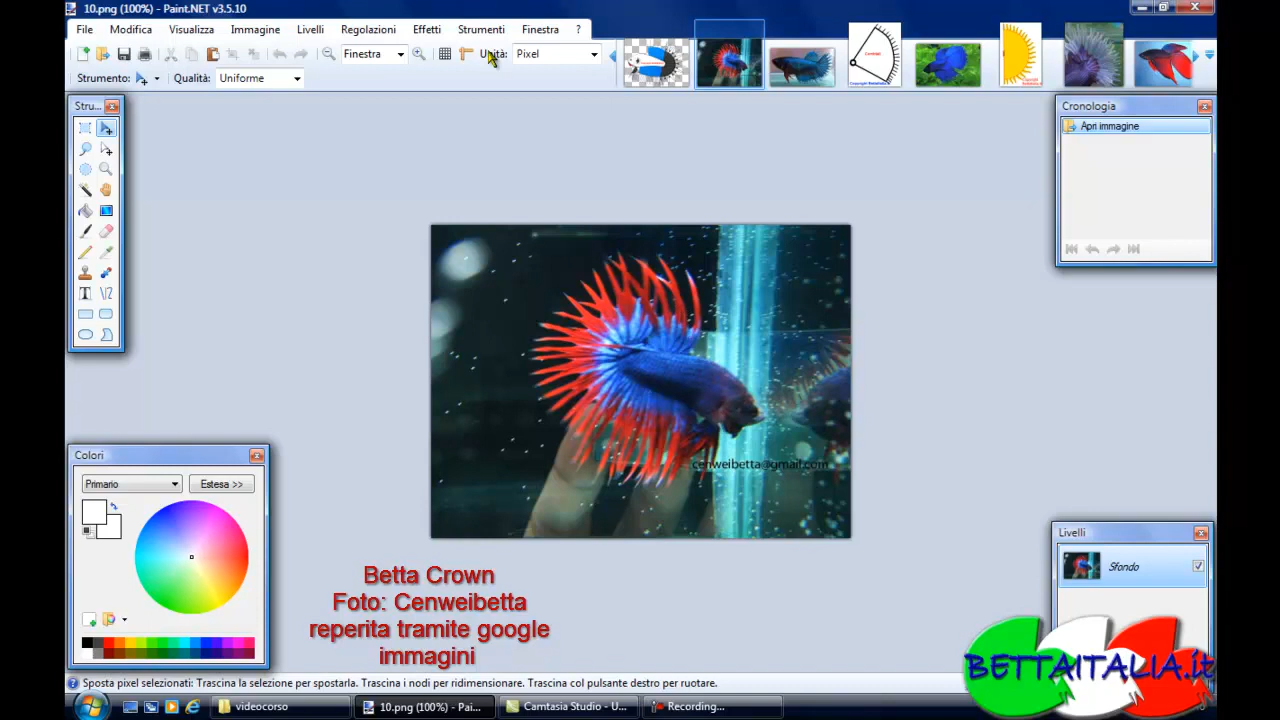 10.png (100%) - Paint.NET v3.5.10
File Modifica Visualizza Immagine Livelli Regolazioni Effetti Strumenti Finestra ?
Finestra Unità: Pixel
Strumento: Qualità: Uniforme
Stru...
Cronologia
Apri immagine
cenweibetta@gmail.com
Colori
Primario Estesa >>
Livelli
Sfondo
Betta Crown
Foto: Cenweibetta
reperita tramite google
immagini
BETTAITALIA.it
Sposta pixel selezionati: Trascina la selezione per spostarla. Trascina i nodi per ridimensionare. Trascina col pulsante destro per ruotare.
videocorso 10.png (100%) - Pai... Camtasia Studio - U... Recording...